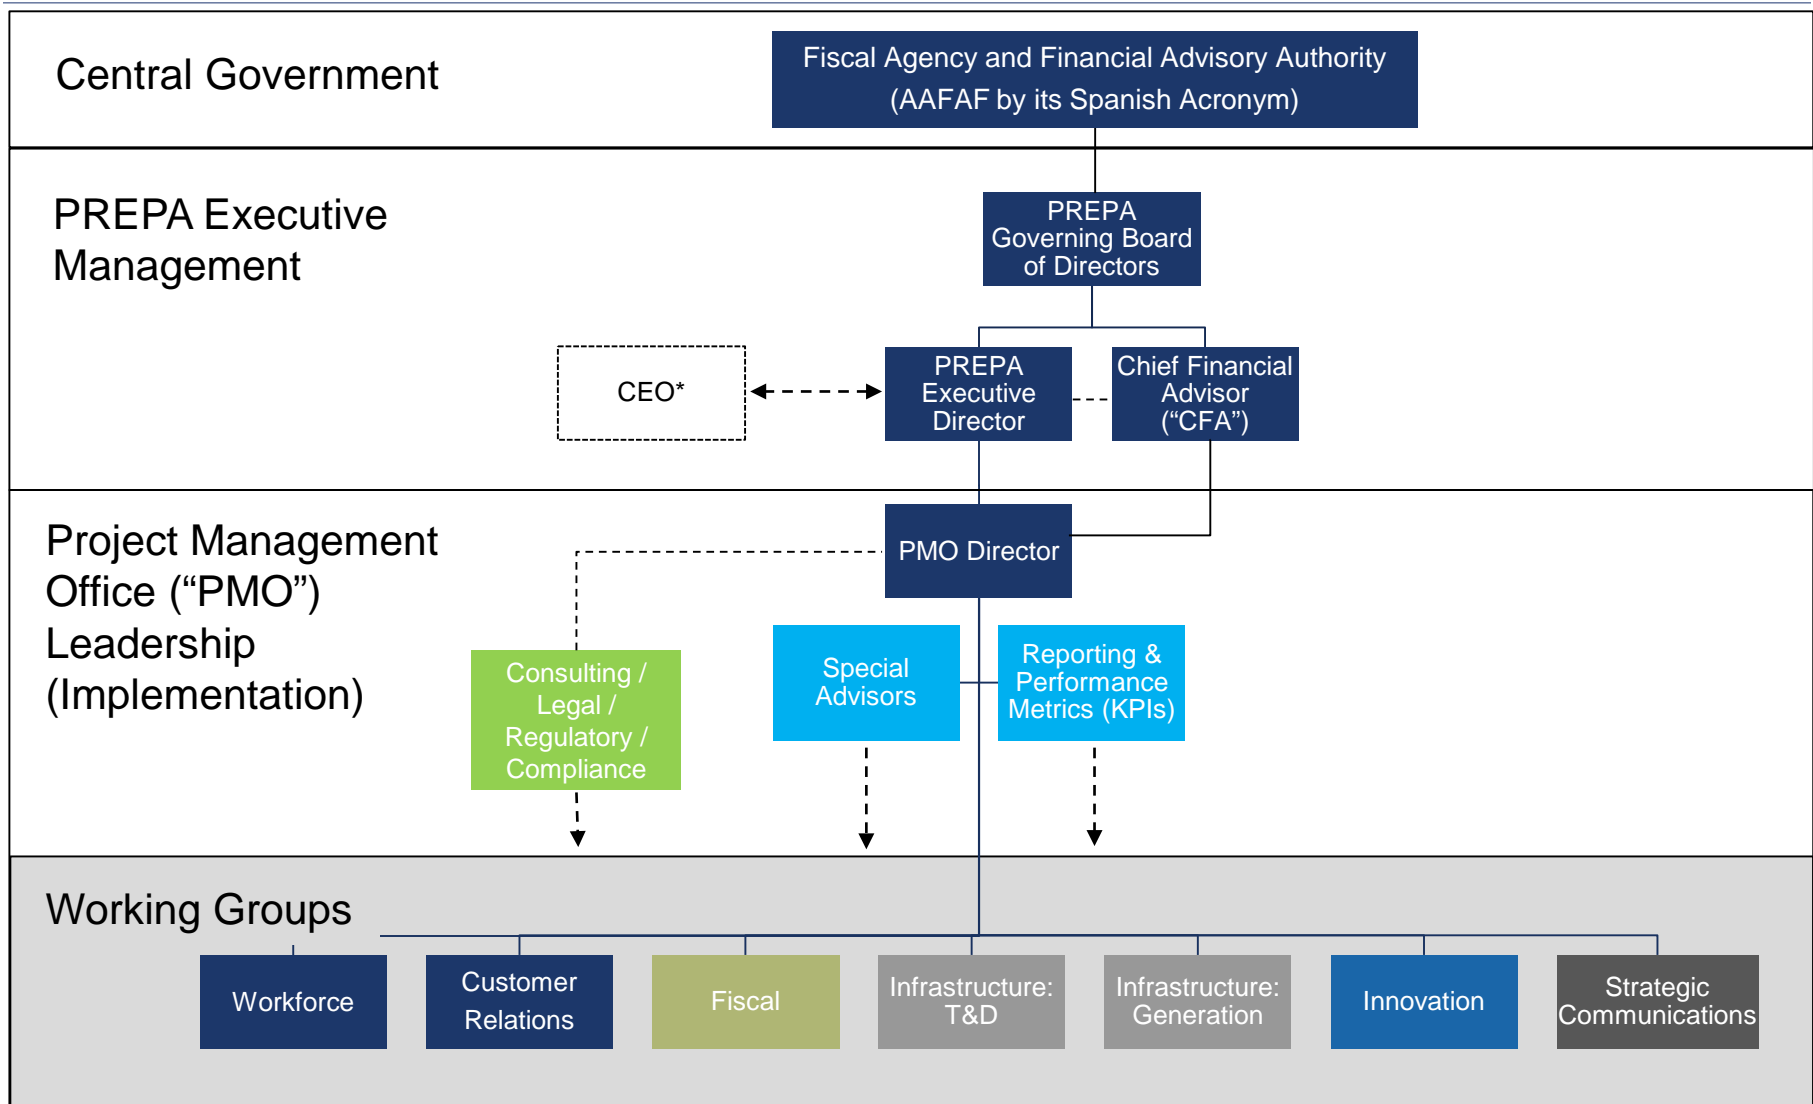 Central Government
Fiscal Agency and Financial Advisory Authority
(AAFAF by its Spanish Acronym)
PREPA Executive
Management
PREPA
Governing Board
of Directors
CEO*
PREPA
Executive
Director
Chief Financial
Advisor
(“CFA”)
Project Management
Office (“PMO”)
Leadership
(Implementation)
PMO Director
Consulting /
Legal /
Regulatory /
Compliance
Special
Advisors
Reporting &
Performance
Metrics (KPIs)
Working Groups
Workforce
Customer
Relations
Fiscal
Infrastructure:
T&D
Infrastructure:
Generation
Innovation
Strategic
Communications